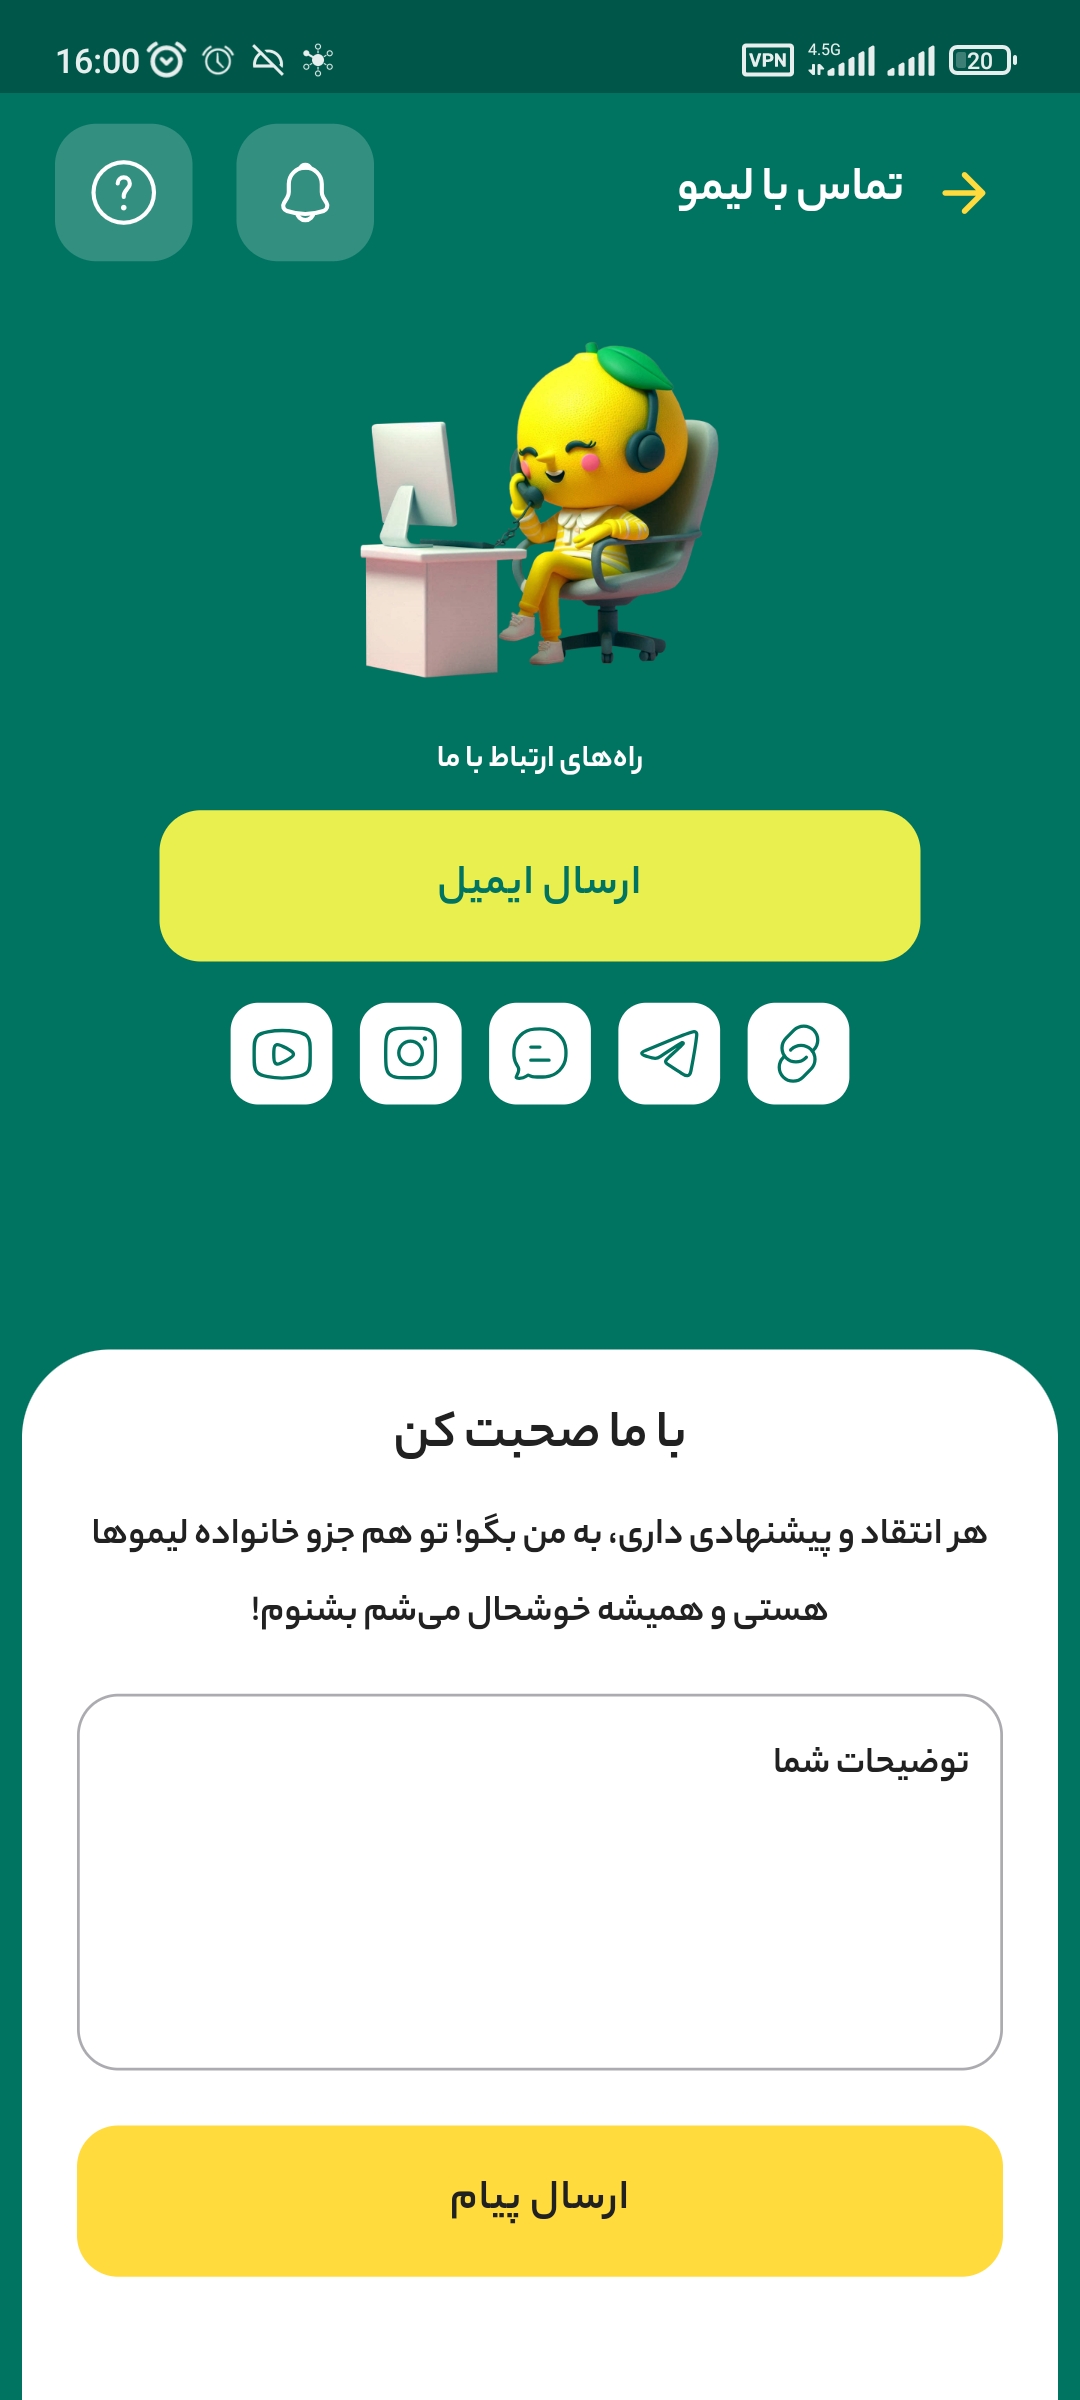 16:00
VPN
4.5G
20
تماس با لیمو
راه‌های ارتباط با ما
ارسال ایمیل
با ما صحبت کن
هر انتقاد و پیشنهادی داری، به من بگو! تو هم جزو خانواده لیموها
هستی و همیشه خوشحال می‌شم بشنوم!
توضیحات شما
ارسال پیام